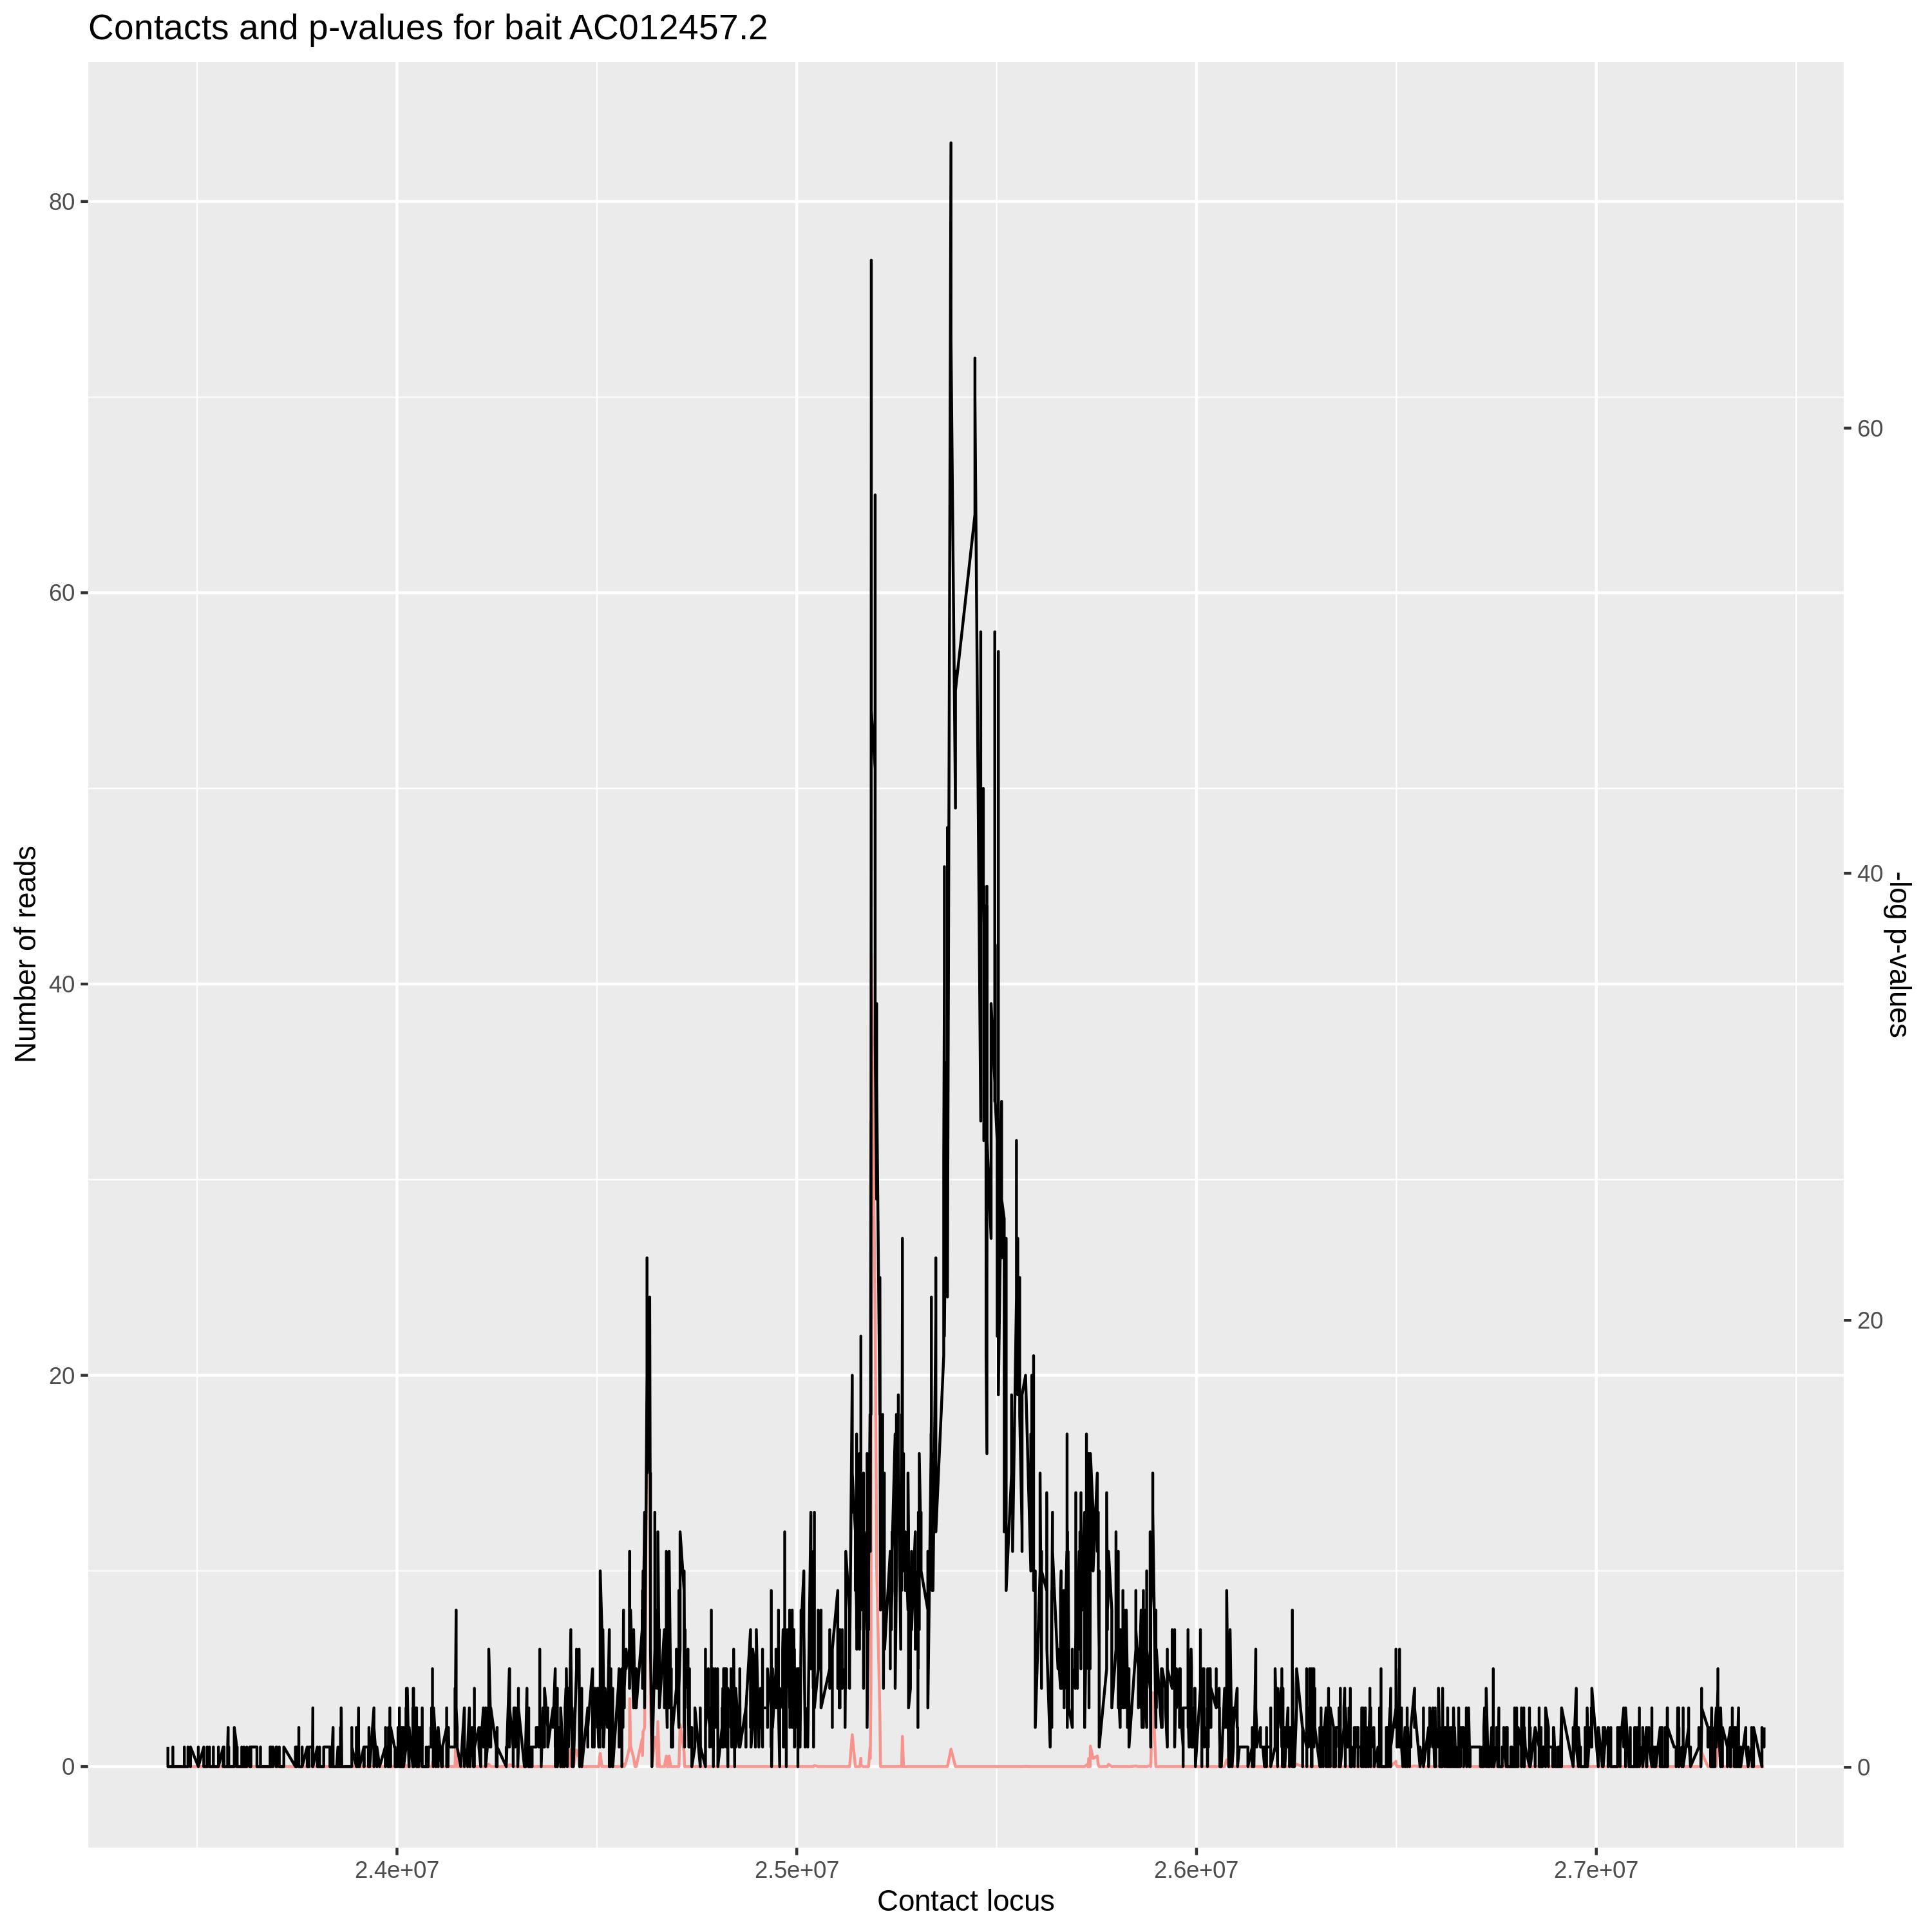 Contacts and p-values for bait AC012457.2
80
60
40
20
0
Number of reads
60
40
20
0
-log p-values
2.4e+07 2.5e+07 2.6e+07 2.7e+07
Contact locus